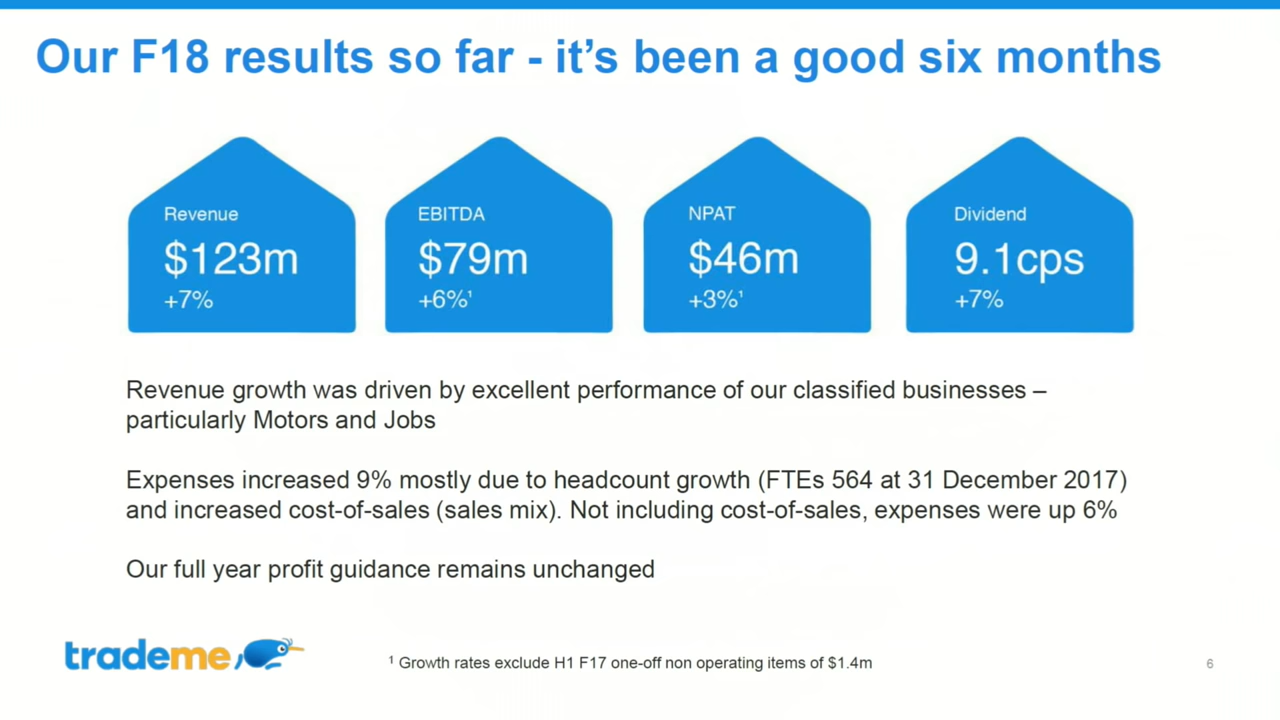 Our F18 results so far - it’s been a good six months
Revenue
$123m
+7%
EBITDA
$79m
+6%¹
NPAT
$46m
+3%¹
Dividend
9.1cps
+7%
Revenue growth was driven by excellent performance of our classified businesses –
particularly Motors and Jobs
Expenses increased 9% mostly due to headcount growth (FTEs 564 at 31 December 2017)
and increased cost-of-sales (sales mix). Not including cost-of-sales, expenses were up 6%
Our full year profit guidance remains unchanged
trademe
¹ Growth rates exclude H1 F17 one-off non operating items of $1.4m
6